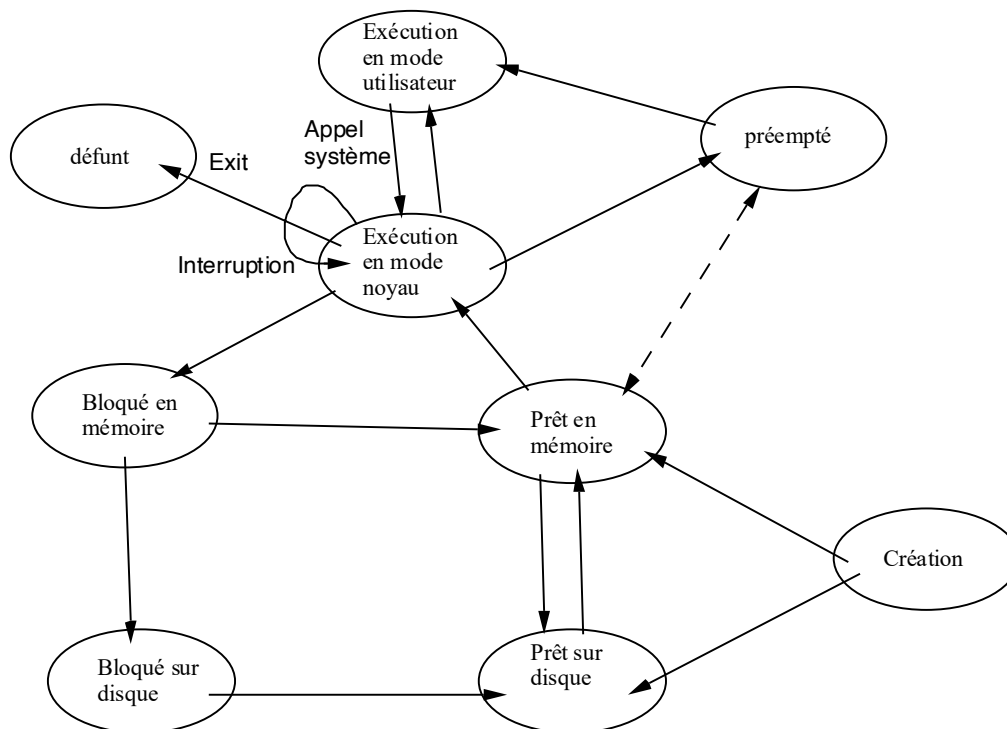 Exécution
en mode
utilisateur
Appel
système
préempté
défunt
Exit
Exécution
en mode
noyau
Interruption
Bloqué en
mémoire
Prêt en
mémoire
Création
Bloqué sur
disque
Prêt sur
disque